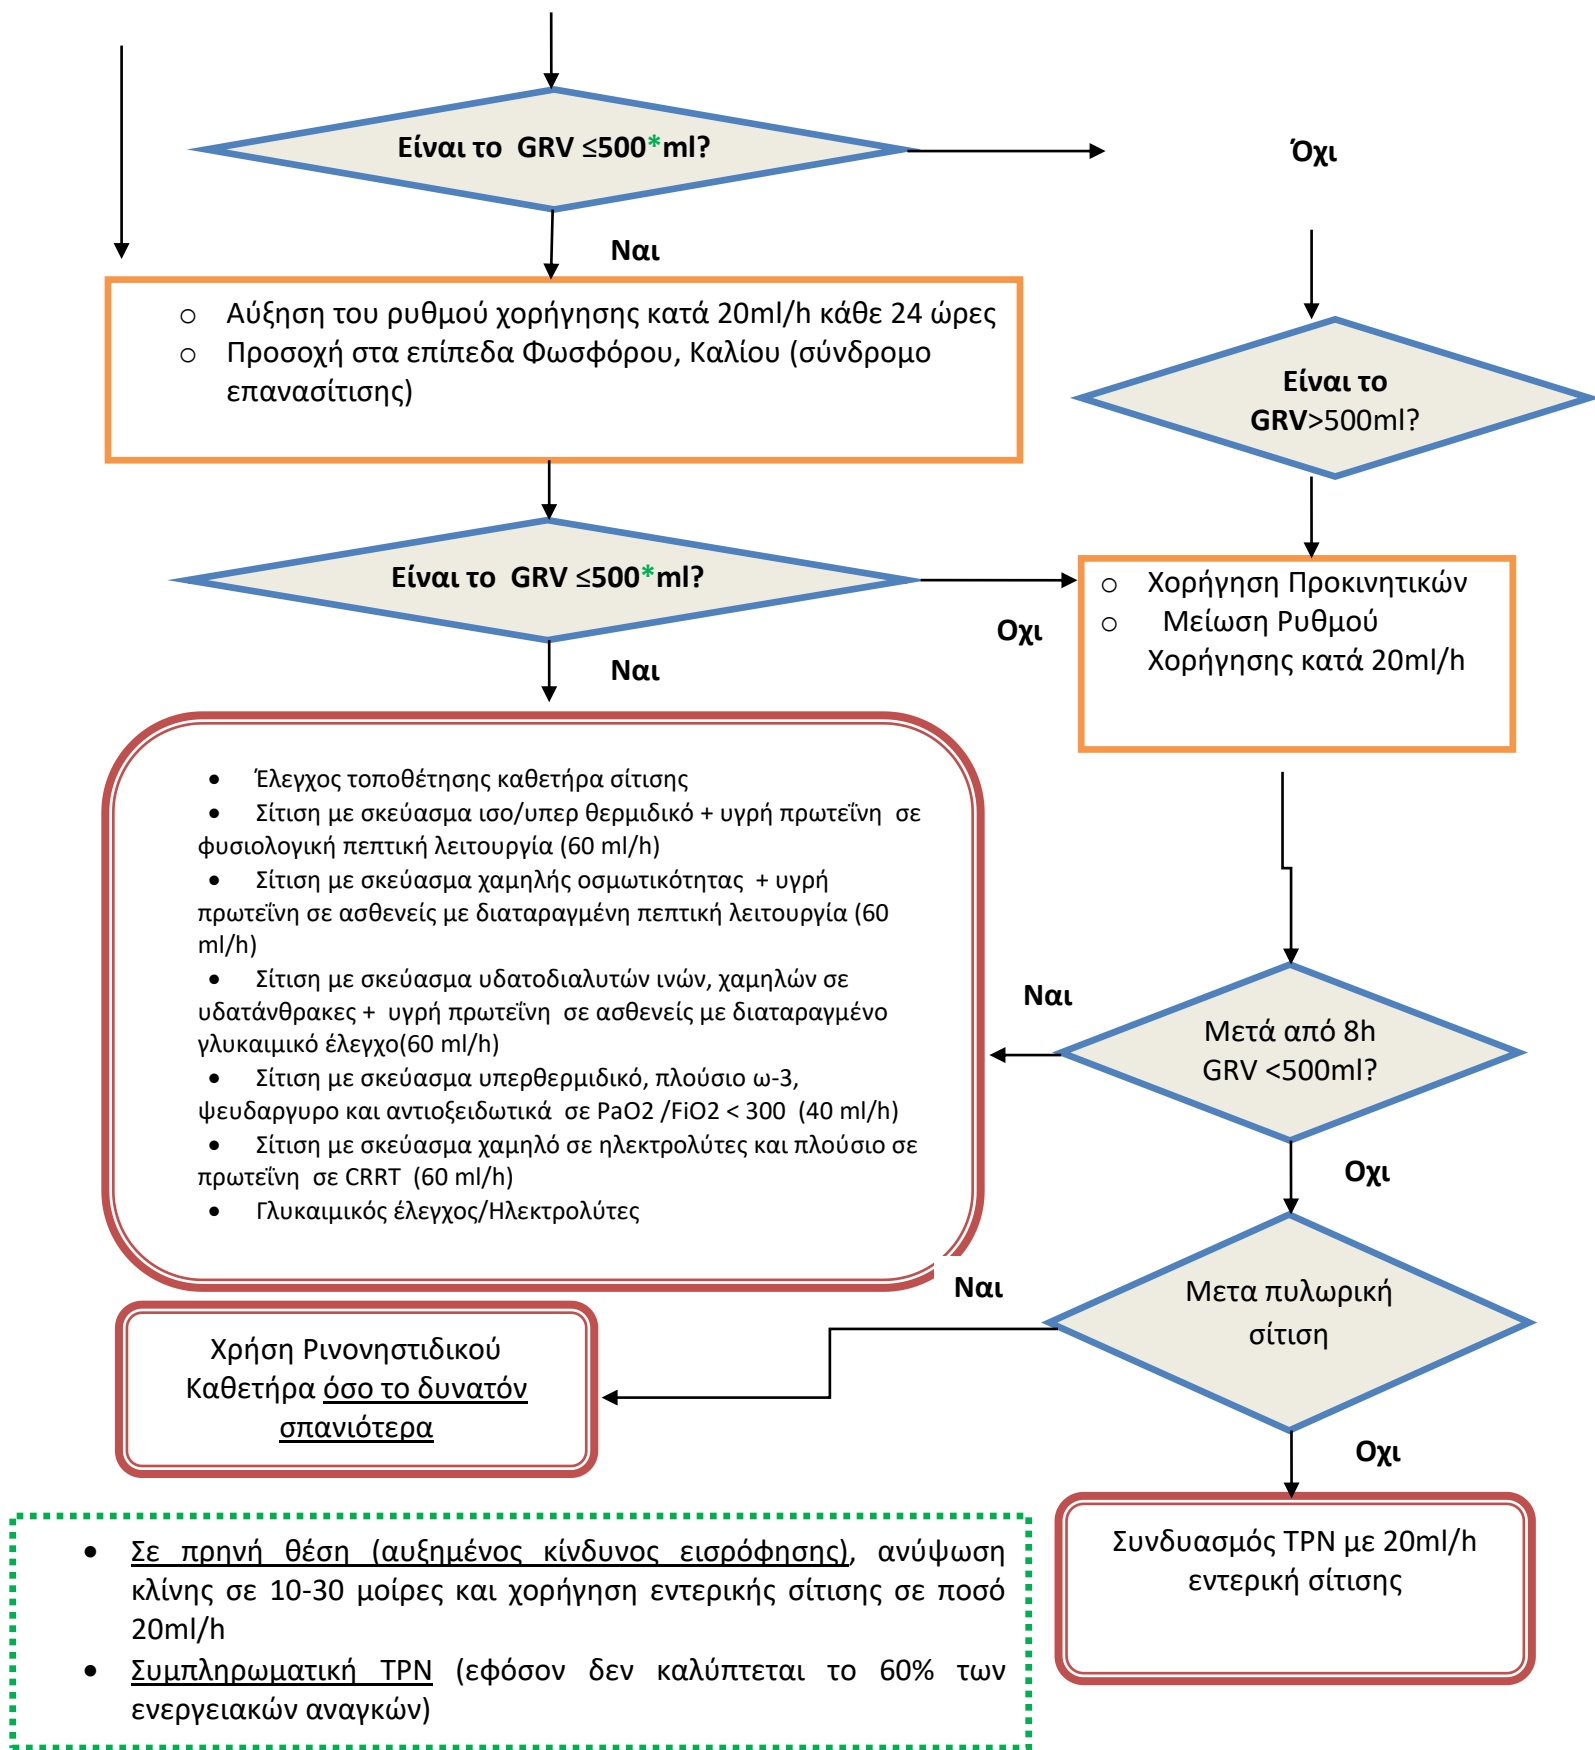 Είναι το GRV ≤500*ml?
Όχι
Ναι
o Αύξηση του ρυθμού χορήγησης κατά 20ml/h κάθε 24 ώρες
o Προσοχή στα επίπεδα Φωσφόρου, Καλίου (σύνδρομο
επανασίτισης)
Είναι το
GRV>500ml?
Είναι το GRV ≤500*ml?
Οχι
Ναι
o Χορήγηση Προκινητικών
o Μείωση Ρυθμού
Χορήγησης κατά 20ml/h
• Έλεγχος τοποθέτησης καθετήρα σίτισης
• Σίτιση με σκεύασμα ισο/υπερ θερμιδικό + υγρή πρωτεΐνη σε
φυσιολογική πεπτική λειτουργία (60 ml/h)
• Σίτιση με σκεύασμα χαμηλής οσμωτικότητας + υγρή
πρωτεΐνη σε ασθενείς με διαταραγμένη πεπτική λειτουργία (60
ml/h)
• Σίτιση με σκεύασμα υδατοδιαλυτών ινών, χαμηλών σε
υδατάνθρακες + υγρή πρωτεΐνη σε ασθενείς με διαταραγμένο
γλυκαιμικό έλεγχο(60 ml/h)
• Σίτιση με σκεύασμα υπερθερμιδικό, πλούσιο ω-3,
ψευδαργυρο και αντιοξειδωτικά σε PaO2 /FiO2 < 300 (40 ml/h)
• Σίτιση με σκεύασμα χαμηλό σε ηλεκτρολύτες και πλούσιο σε
πρωτεΐνη σε CRRT (60 ml/h)
• Γλυκαιμικός έλεγχος/Ηλεκτρολύτες
Ναι
Μετά από 8h
GRV <500ml?
Οχι
Ναι
Μετα πυλωρική
σίτιση
Χρήση Ρινονηστιδικού
Καθετήρα όσο το δυνατόν
σπανιότερα
Οχι
Συνδυασμός TPN με 20ml/h
εντερική σίτισης
• Σε πρηνή θέση (αυξημένος κίνδυνος εισρόφησης), ανύψωση
κλίνης σε 10-30 μοίρες και χορήγηση εντερικής σίτισης σε ποσό
20ml/h
• Συμπληρωματική TPN (εφόσον δεν καλύπτεται το 60% των
ενεργειακών αναγκών)